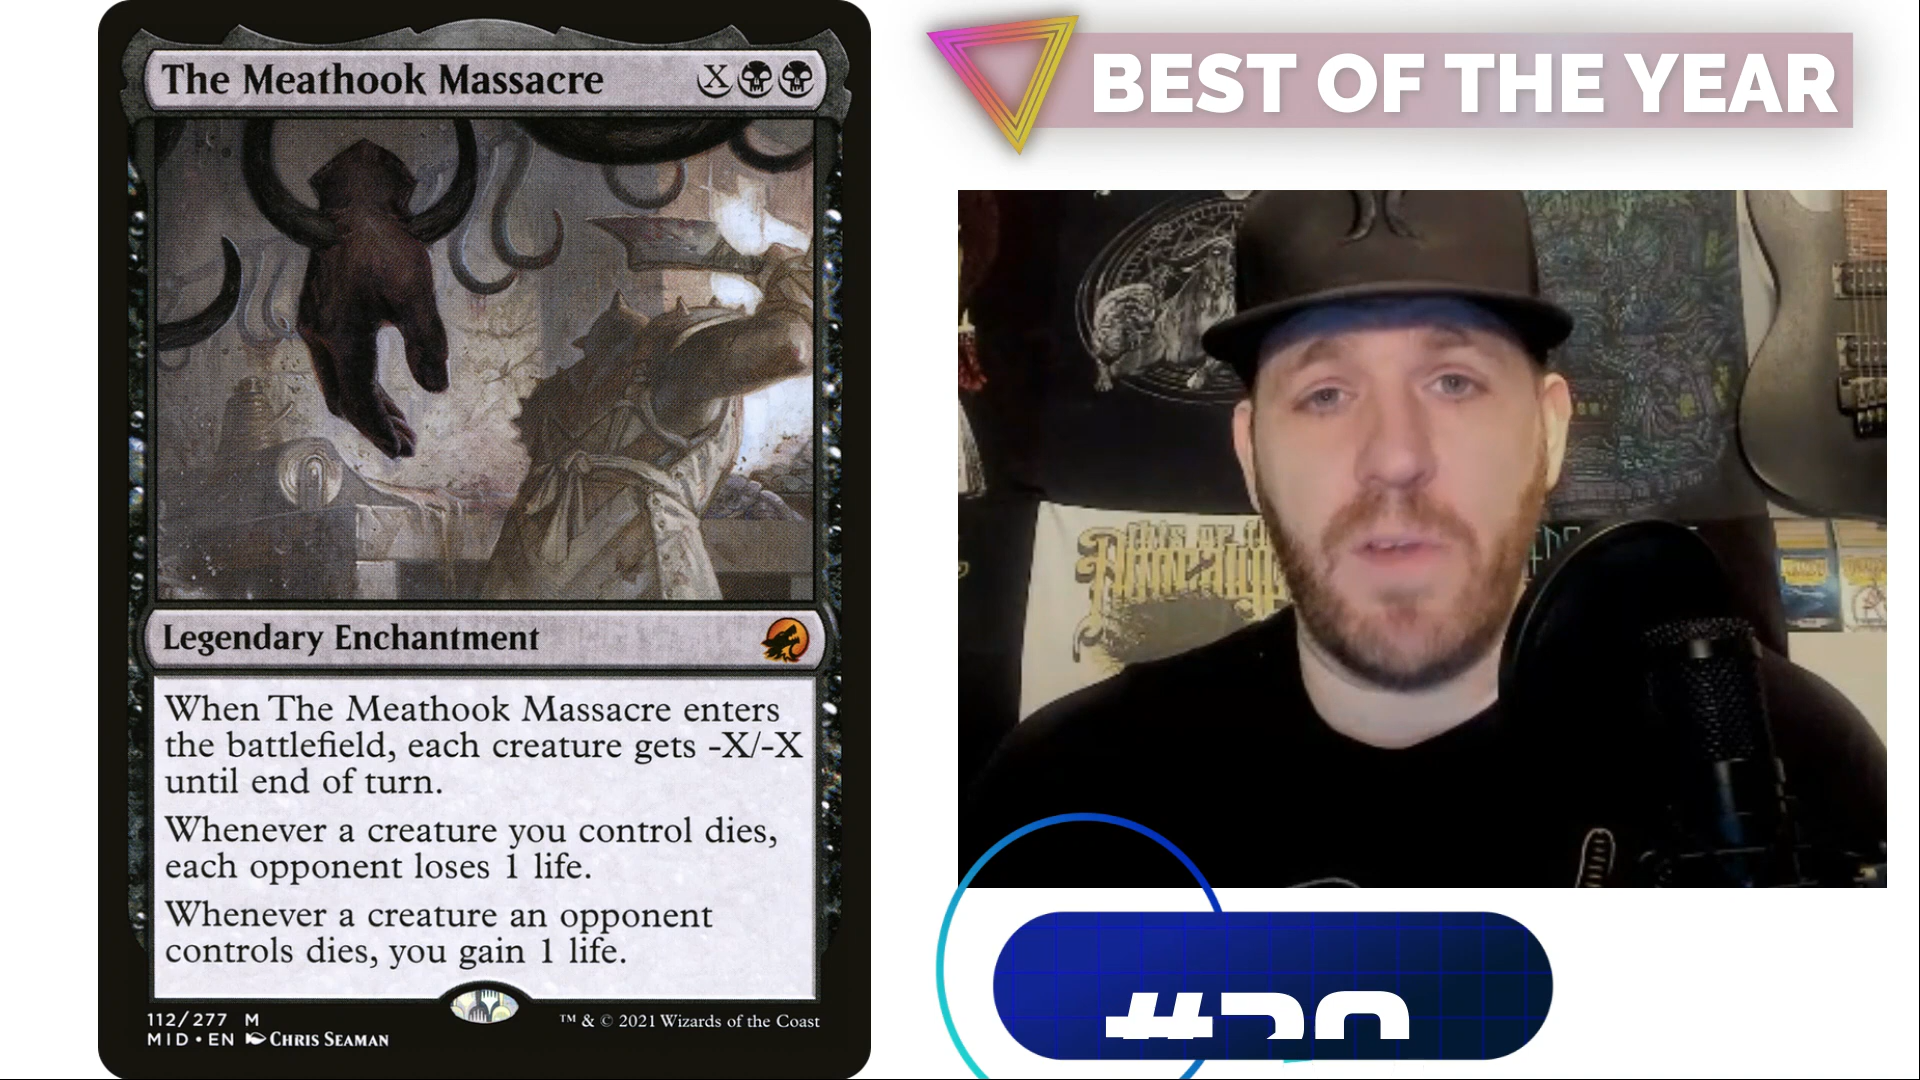 The Meathook Massacre X
BEST OF THE YEAR
Legendary Enchantment
When The Meathook Massacre enters
the battlefield, each creature gets -X/-X
until end of turn.
Whenever a creature you control dies,
each opponent loses 1 life.
Whenever a creature an opponent
controls dies, you gain 1 life.
112/277 M
MID • EN CHRIS SEAMAN
™ & © 2021 Wizards of the Coast